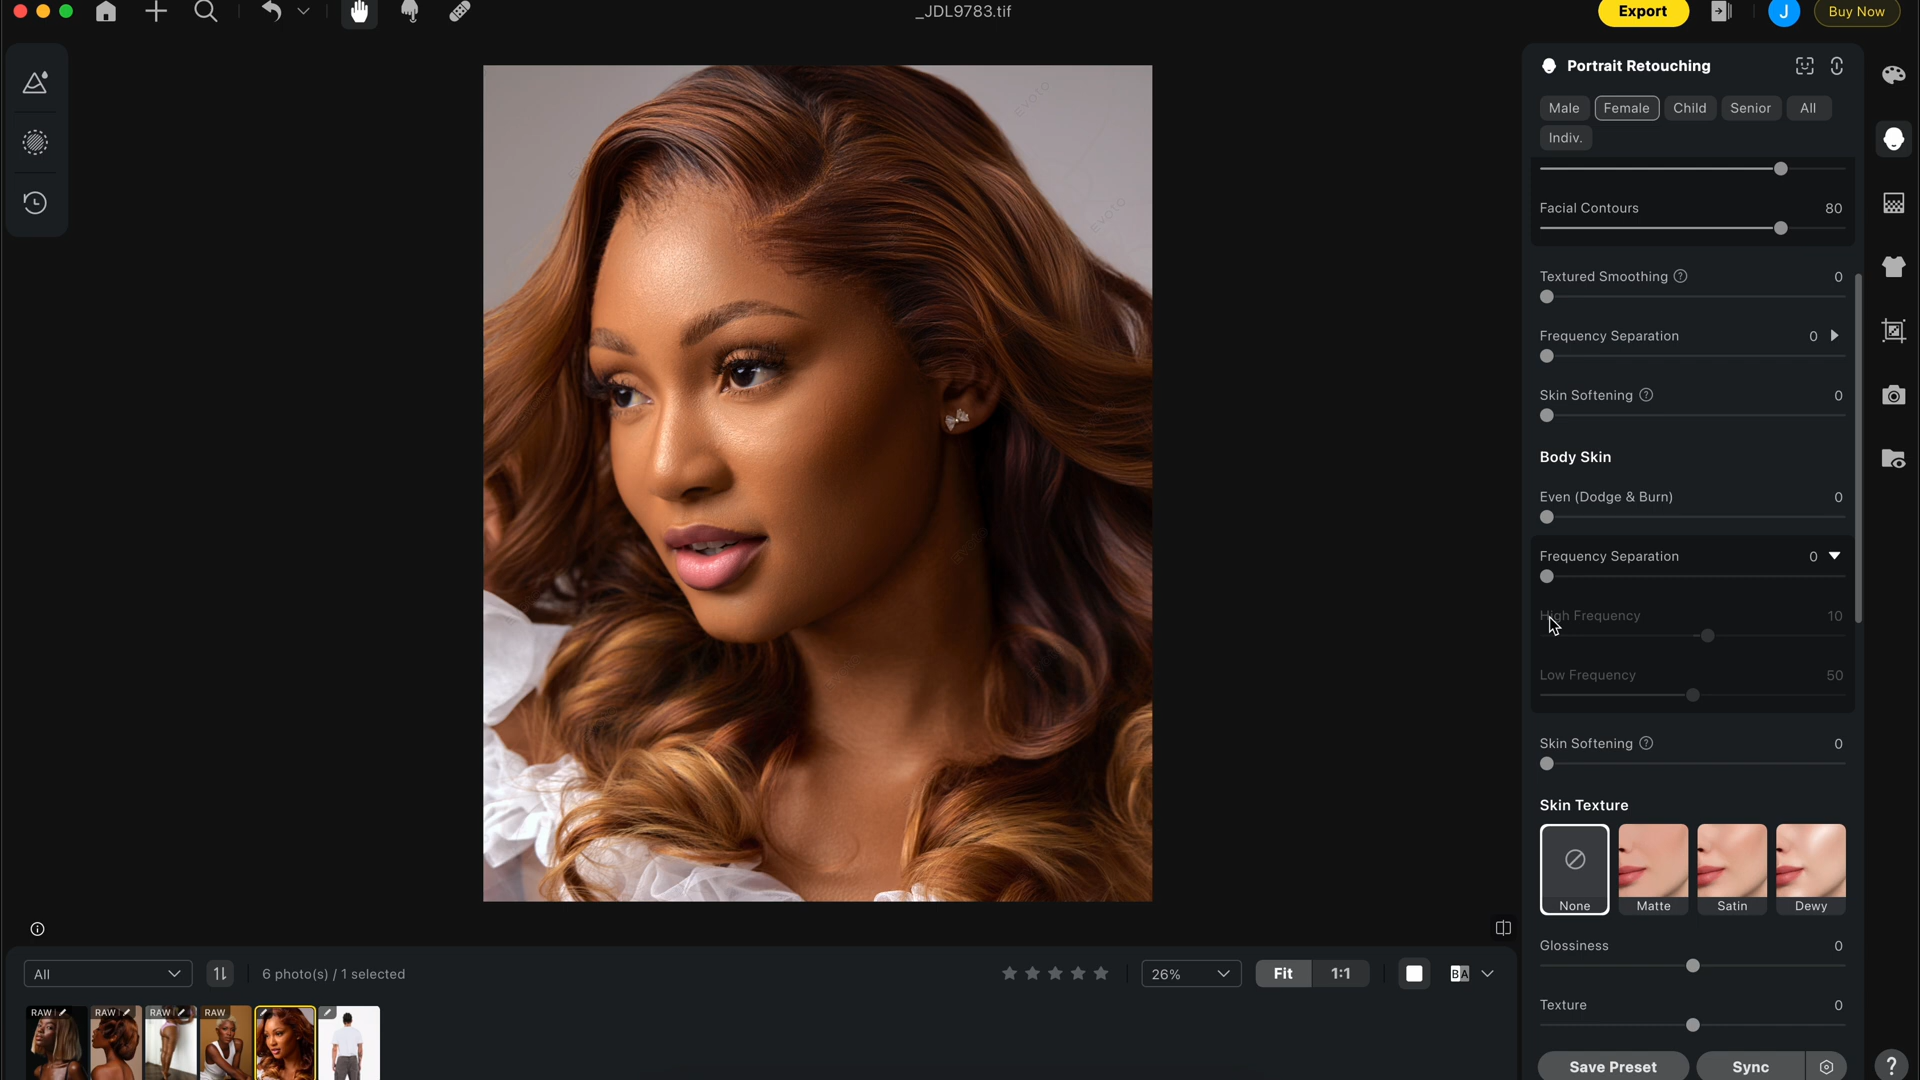 _JDL9783.tif
Export
J
Buy Now
Portrait Retouching
Male
Female
Child
Senior
All
Indiv.
Facial Contours 80
Textured Smoothing ? 0
Frequency Separation 0
Skin Softening ? 0
Body Skin
Even (Dodge & Burn) 0
Frequency Separation 0
High Frequency 10
Low Frequency 50
Skin Softening ? 0
Skin Texture
None
Matte
Satin
Dewy
Glossiness 0
Texture 0
Save Preset
Sync
?
EVOTO
EVOTO
All
6 photo(s) / 1 selected
26%
Fit
1:1
BA
RAW
RAW
RAW
RAW